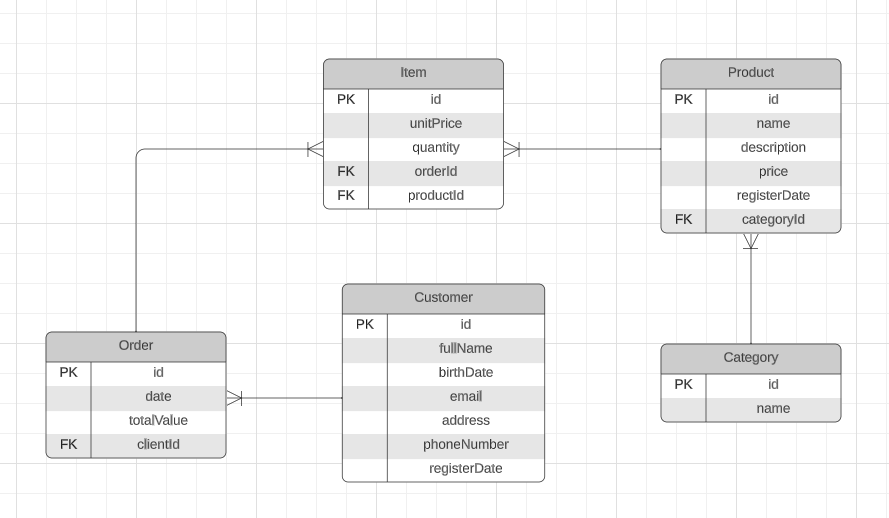 Item
PK id
unitPrice
quantity
FK orderId
FK productId
Product
PK id
name
description
price
registerDate
FK categoryId
Customer
PK id
fullName
birthDate
email
address
phoneNumber
registerDate
Order
PK id
date
totalValue
FK clientId
Category
PK id
name